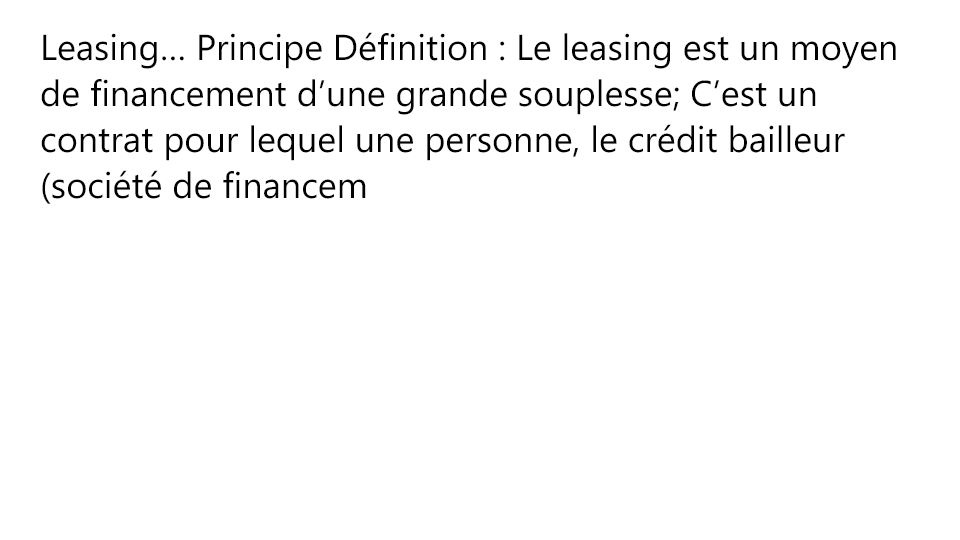 Leasing… Principe Définition : Le leasing est un moyen
de financement d’une grande souplesse; C’est un
contrat pour lequel une personne, le crédit bailleur
(société de financem